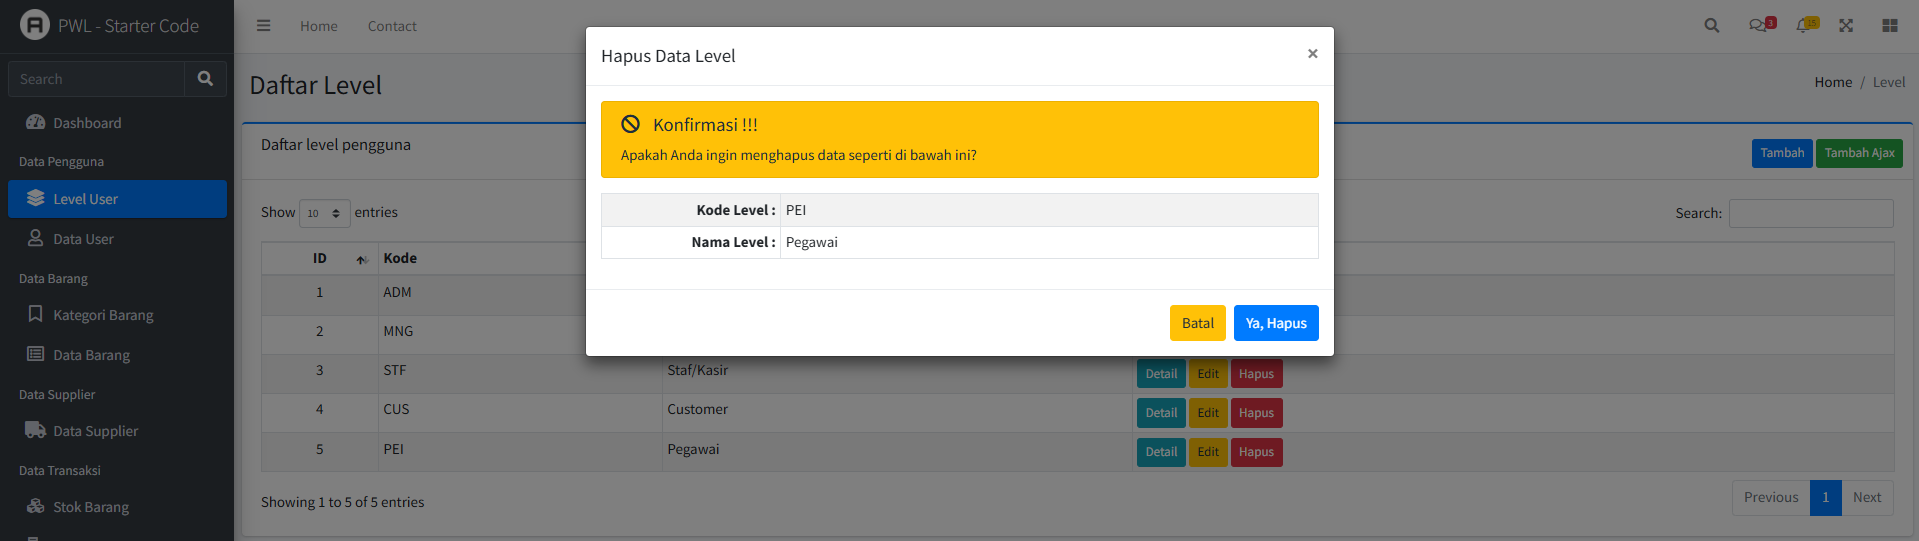 PWL - Starter Code
Home
Contact
3
15
Search
Daftar Level
Home / Level
Dashboard
Data Pengguna
Level User
Data User
Data Barang
Kategori Barang
Data Barang
Data Supplier
Data Supplier
Data Transaksi
Stok Barang
Daftar level pengguna
Tambah
Tambah Ajax
Show 10 entries
Search:
ID Kode
1 ADM
2 MNG
3 STF Staf/Kasir Detail Edit Hapus
4 CUS Customer Detail Edit Hapus
5 PEI Pegawai Detail Edit Hapus
Showing 1 to 5 of 5 entries
Previous 1 Next
Hapus Data Level
×
Konfirmasi !!!
Apakah Anda ingin menghapus data seperti di bawah ini?
Kode Level : PEI
Nama Level : Pegawai
Batal
Ya, Hapus